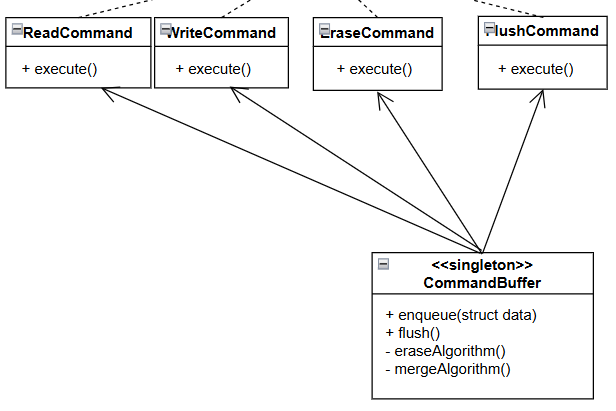 ReadCommand
+ execute()
WriteCommand
+ execute()
EraseCommand
+ execute()
FlushCommand
+ execute()
<<singleton>>
CommandBuffer
+ enqueue(struct data)
+ flush()
- eraseAlgorithm()
- mergeAlgorithm()